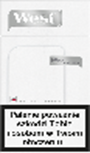 West
Palenie poważnie
szkodzi Tobie
i osobom w Twoim
otoczeniu